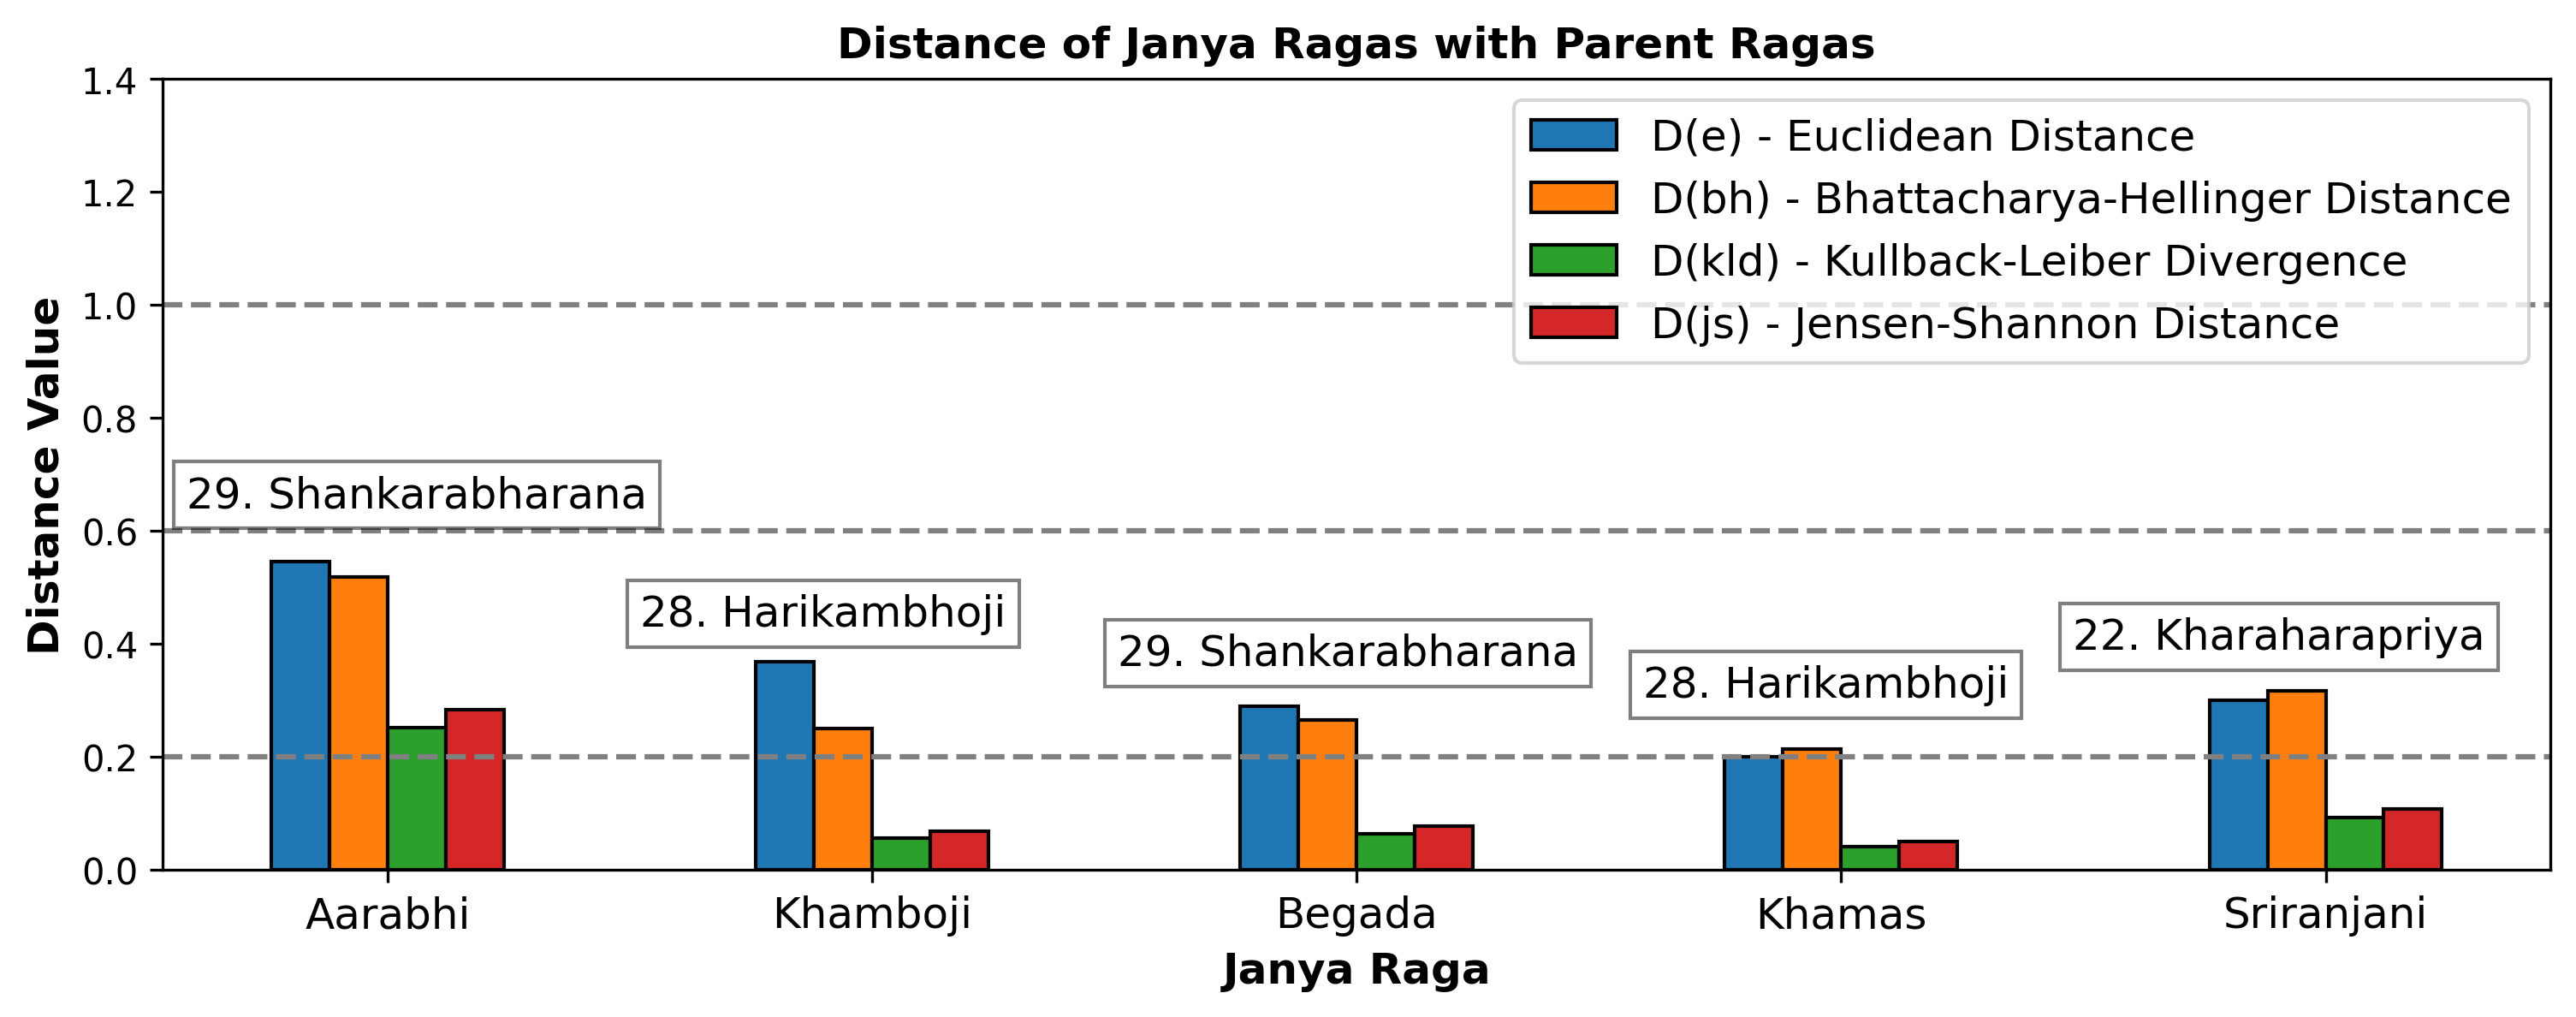 Distance of Janya Ragas with Parent Ragas
1.4
1.2
1.0
0.8
0.6
0.4
0.2
0.0
Distance Value
D(e) - Euclidean Distance
D(bh) - Bhattacharya-Hellinger Distance
D(kld) - Kullback-Leiber Divergence
D(js) - Jensen-Shannon Distance
29. Shankarabharana
28. Harikambhoji
29. Shankarabharana
28. Harikambhoji
22. Kharaharapriya
Aarabhi
Khamboji
Begada
Khamas
Sriranjani
Janya Raga